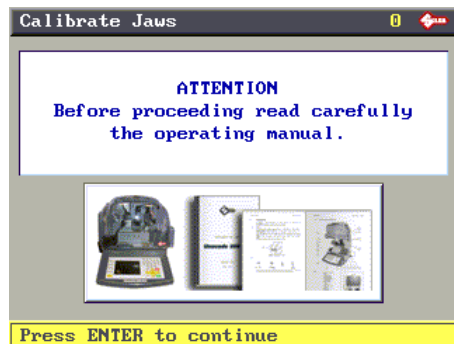 Calibrate Jaws 0
ATTENTION
Before proceeding read carefully
the operating manual.
Press ENTER to continue